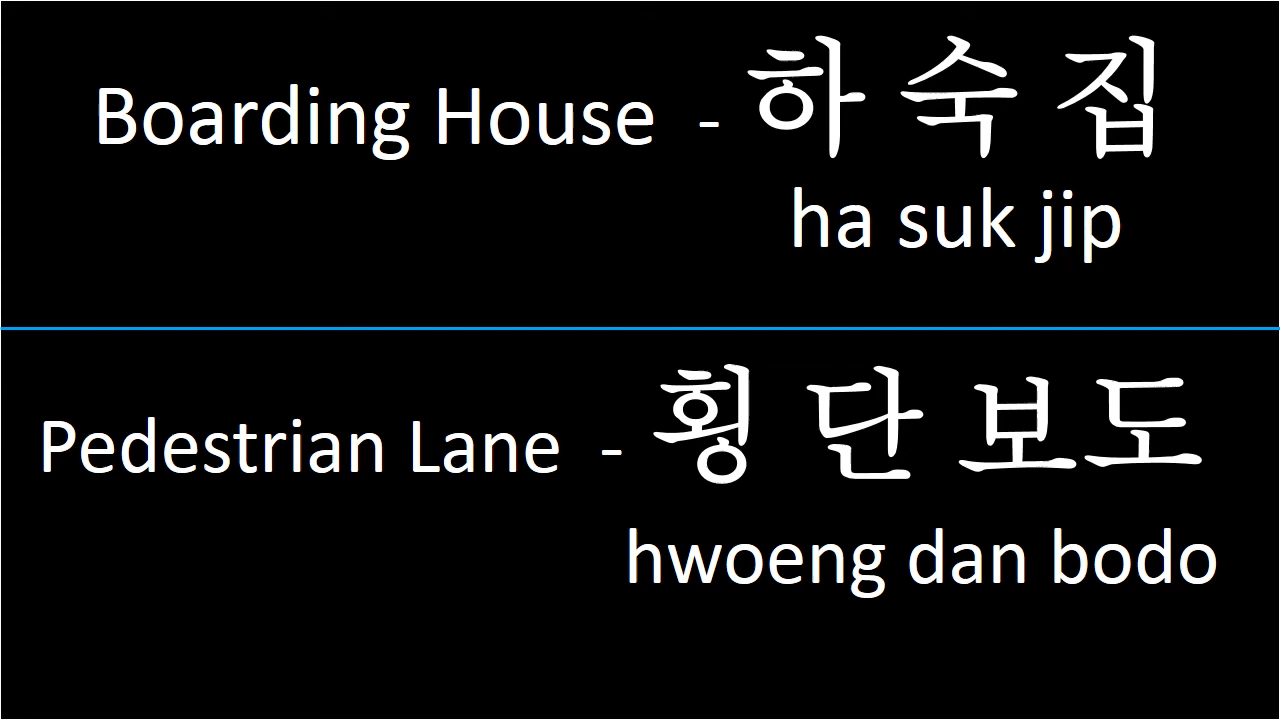 Boarding House - 하 숙 집
ha suk jip
Pedestrian Lane - 횡 단 보도
hwoeng dan bodo